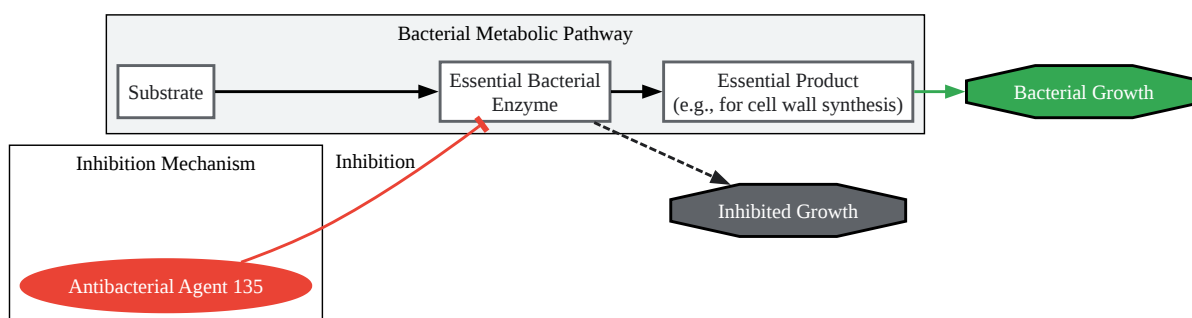 Bacterial Metabolic Pathway
Substrate
Essential Bacterial
Enzyme
Essential Product
(e.g., for cell wall synthesis)
Bacterial Growth
Inhibition Mechanism
Inhibition
Inhibited Growth
Antibacterial Agent 135